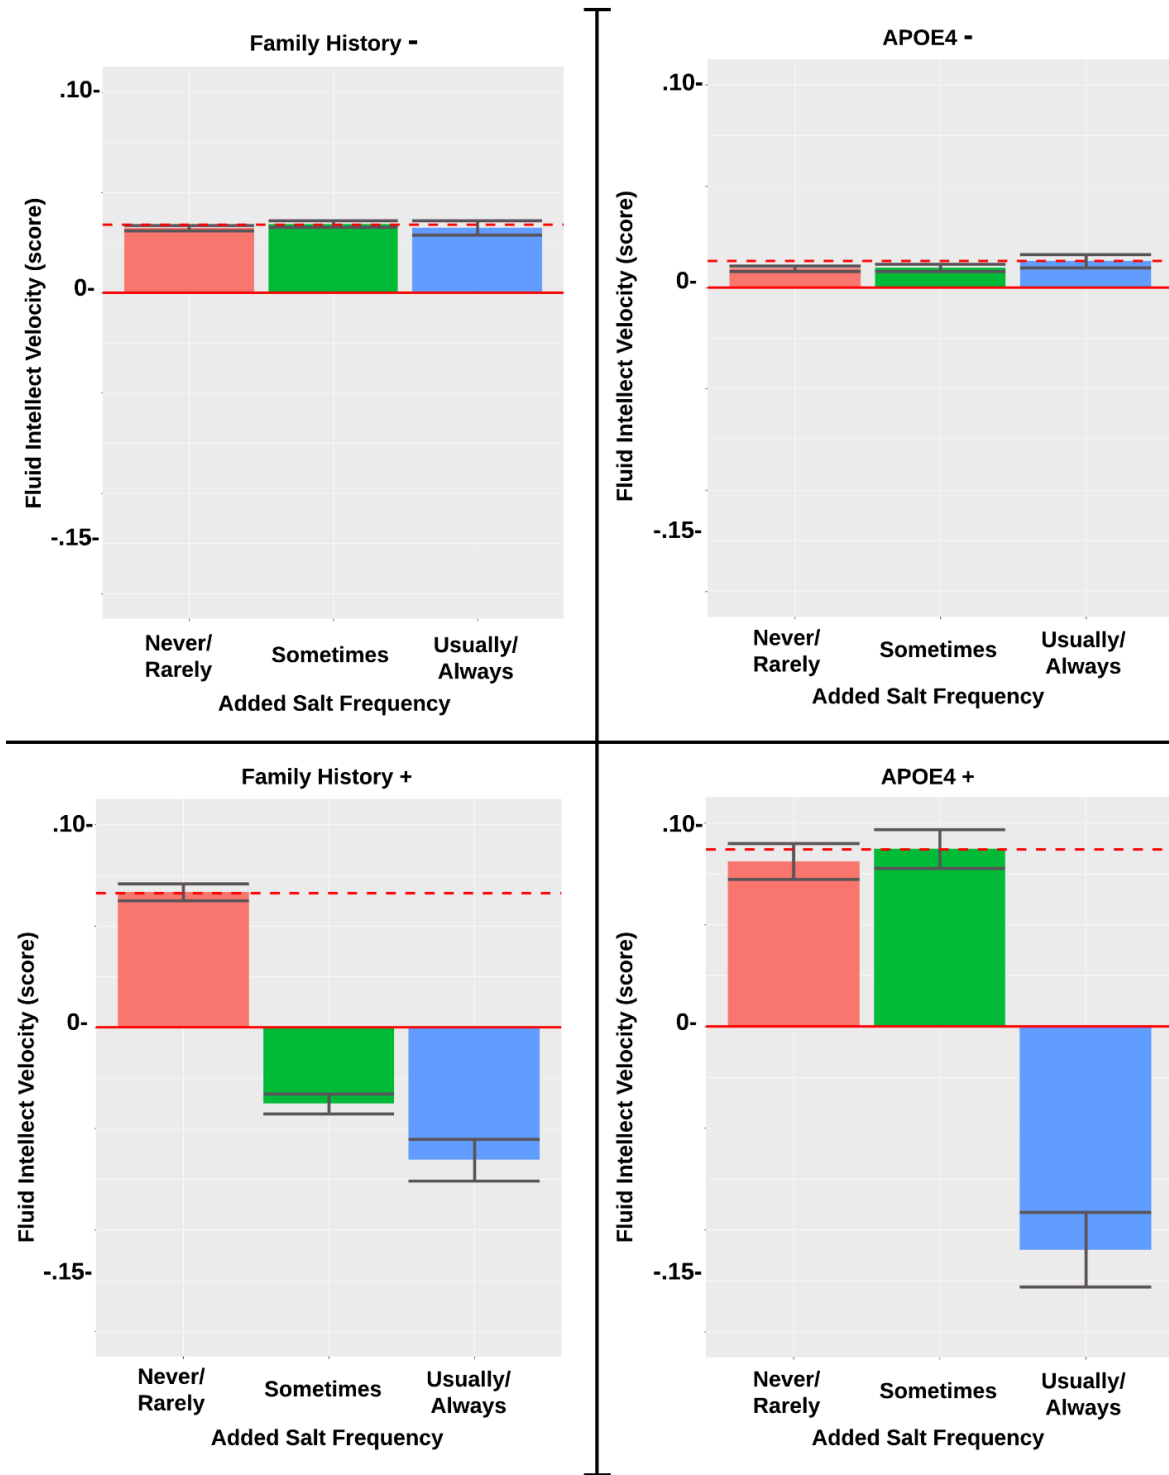 Family History -
.10-
0-
-.15-
Fluid Intellect Velocity (score)
Never/
Rarely
Sometimes
Usually/
Always
Added Salt Frequency
APOE4 -
.10-
0-
-.15-
Fluid Intellect Velocity (score)
Never/
Rarely
Sometimes
Usually/
Always
Added Salt Frequency
Family History +
.10-
0-
-.15-
Fluid Intellect Velocity (score)
Never/
Rarely
Sometimes
Usually/
Always
Added Salt Frequency
APOE4 +
.10-
0-
-.15-
Fluid Intellect Velocity (score)
Never/
Rarely
Sometimes
Usually/
Always
Added Salt Frequency